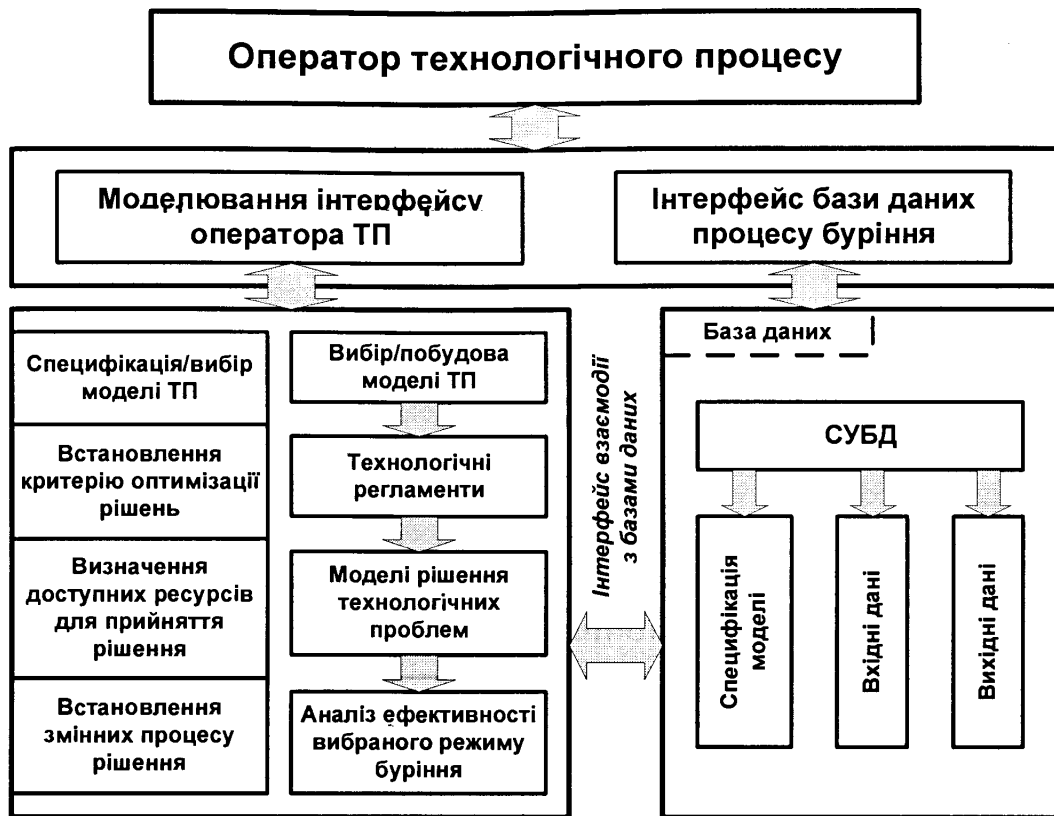 Оператор технологічного процесу
Моделювання інтерфейсу
оператора ТП
Інтерфейс бази даних
процесу буріння
Специфікація/вибір
моделі ТП
Встановлення
критерію оптимізації
рішень
Визначення
доступних ресурсів
для прийняття
рішення
Встановлення
змінних процесу
рішення
Вибір/побудова
моделі ТП
Технологічні
регламенти
Моделі рішення
технологічних
проблем
Аналіз ефективності
вибраного режиму
буріння
Інтерфейс взаємодії
з базами даних
База даних
СУБД
Специфікація
моделі
Вхідні дані
Вихідні дані